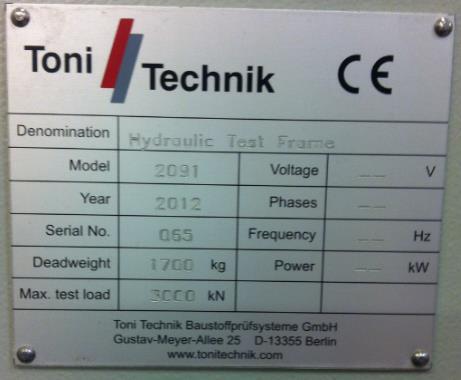 Toni Technik CE
Denomination Hydraulic Test Frame
Model 2091 Voltage -- V
Year 2012 Phases --
Serial No. 065 Frequency -- Hz
Deadweight 1700 kg Power -- kW
Max. test load 3000 kN
Toni Technik Baustoffprüfsysteme GmbH
Gustav-Meyer-Allee 25 D-13355 Berlin
www.tonitechnik.com